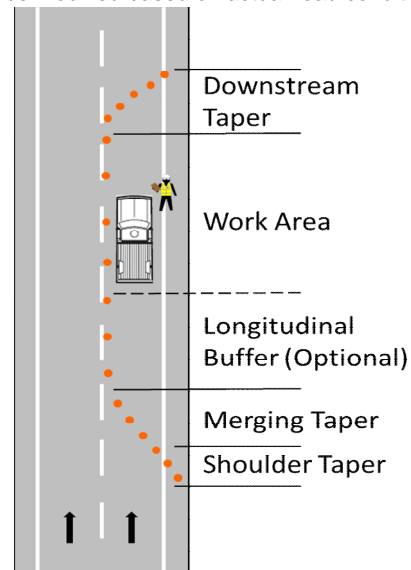 Downstream
Taper
Work Area
Longitudinal
Buffer (Optional)
Merging Taper
Shoulder Taper